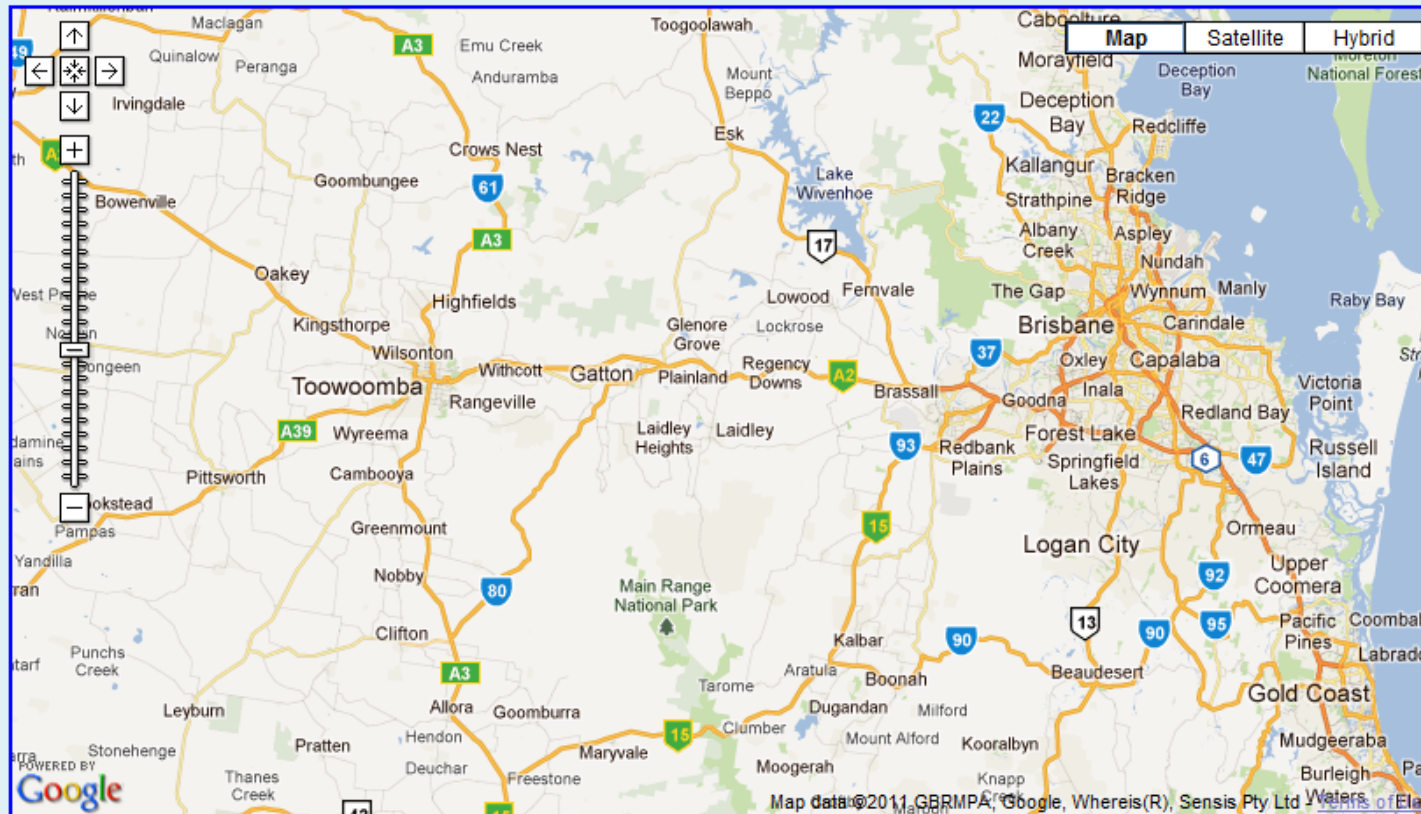 Maclagan
Toogoolawah
Caboolture
Map Satellite Hybrid
49
A3
Emu Creek
Quinalow
Peranga
Anduramba
Mount
Beppo
Morayfield
Deception
Bay
Moreton
National Forest
Irvingdale
Deception
Bay
22
Redcliffe
Esk
Crows Nest
Kallangur
Goombungee
61
Lake
Wivenhoe
Bracken
Ridge
Bowenville
Strathpine
A3
17
Albany
Creek
Aspley
Nundah
Oakey
Highfields
Lowood
Fernvale
The Gap
Wynnum
Manly
Raby Bay
Kingsthorpe
Glenore
Grove
Lockrose
Brisbane
Carindale
Wilsonton
37
Oxley
Capalaba
Toowoomba
Withcott
Gatton
Plainland
Regency
Downs
A2
Brassall
Goodna
Inala
Victoria
Point
Rangeville
Redland Bay
A39
Wyreema
Laidley
Heights
Laidley
93
Redbank
Plains
Forest Lake
Springfield
Lakes
6
47
Russell
Island
Pittsworth
Cambooya
Pampas
Greenmount
15
Ormeau
Yandilla
Logan City
Upper
Coomera
Nobby
80
Main Range
National Park
92
Clifton
13
90
95
Pacific
Pines
Kalbar
90
Punchs
Creek
A3
Aratula
Boonah
Beaudesert
Tarome
Gold Coast
Leyburn
Allora
Goomburra
Dugandan
Milford
Hendon
15
Clumber
Mount Alford
Kooralbyn
Mudgeeraba
Stonehenge
Pratten
Maryvale
POWERED BY
Google
Thanes
Creek
Deuchar
Freestone
Moogerah
Knapp
Burleigh
Waters
Map data ©2011 GBRMPA, Google, Whereis(R), Sensis Pty Ltd - Terms of